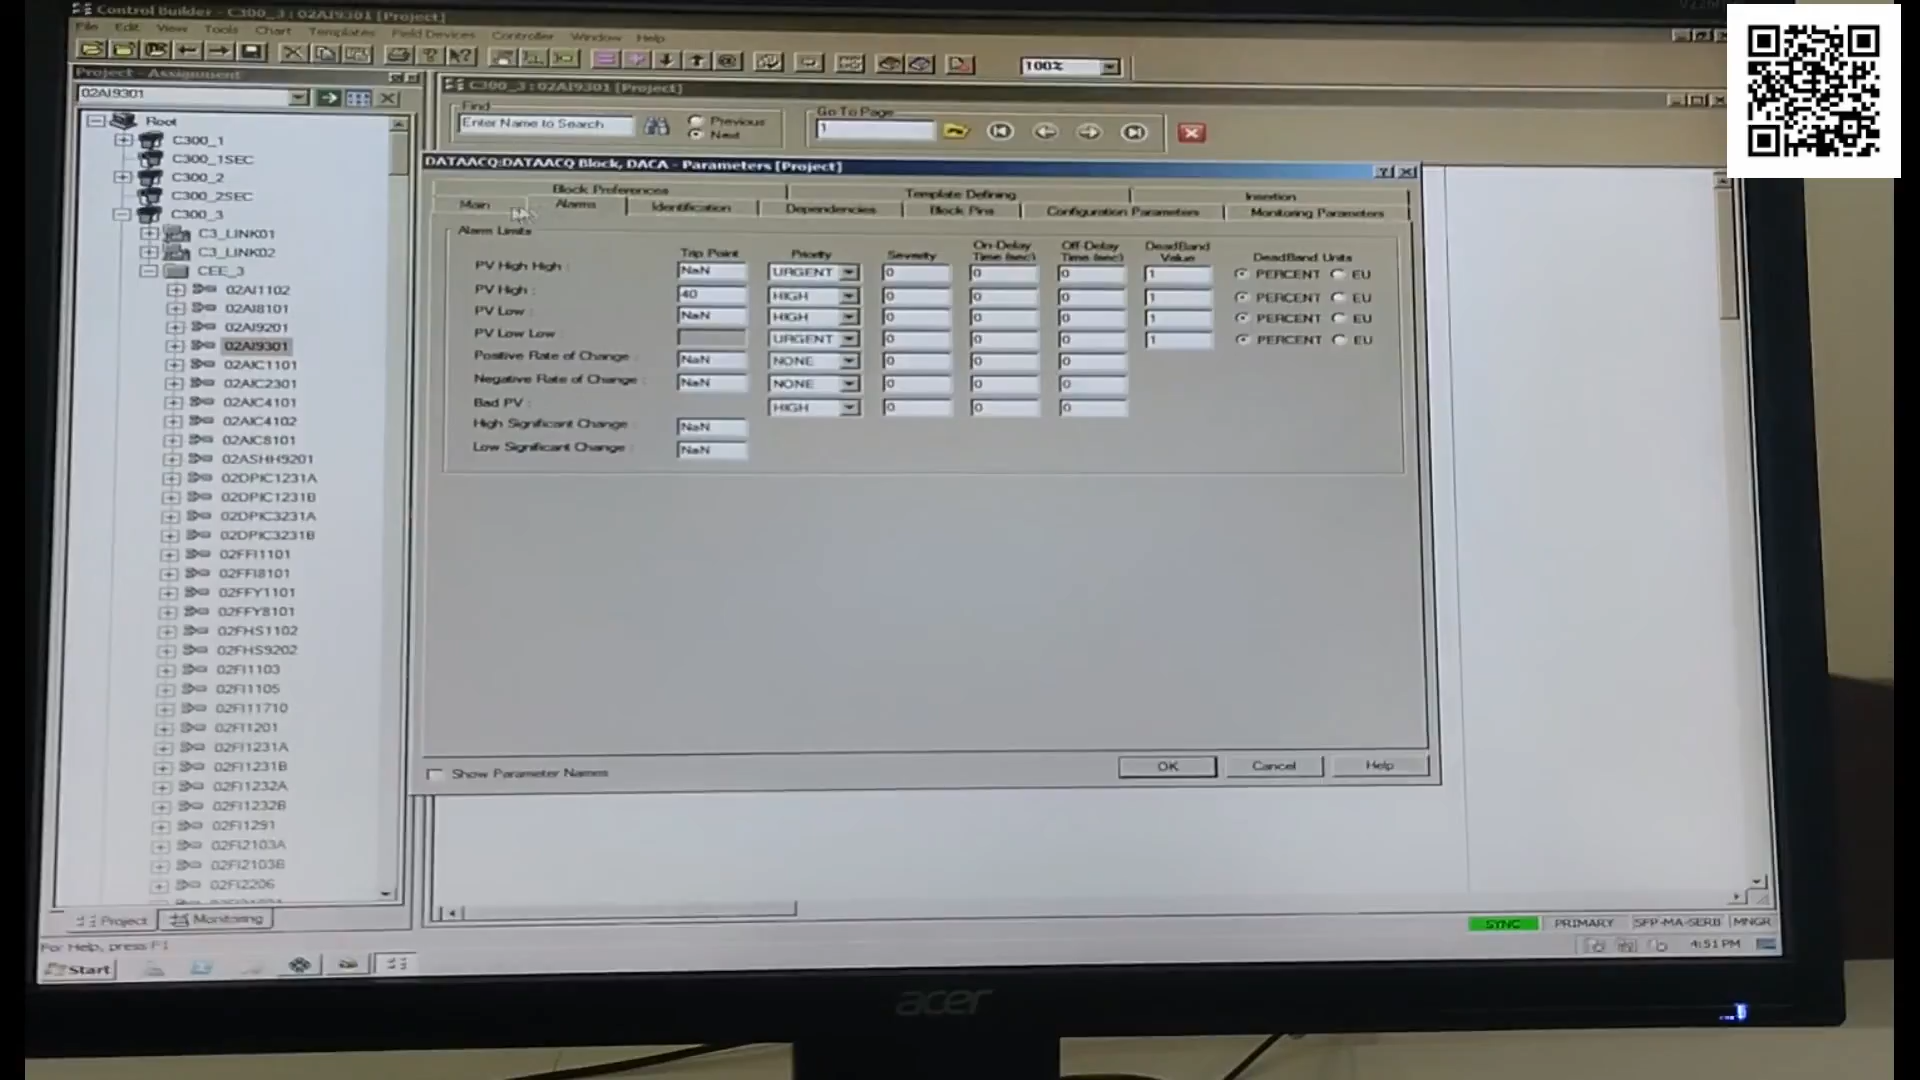 Control Builder - C300_3 : 02AI9301 [Project]
File Edit View Tools Chart Templates Field Devices Controller Window Help
100%
Project - Assignment
02AI9301
Root
C300_1
C300_1SEC
C300_2
C300_2SEC
C300_3
C3_LINK01
C3_LINK02
CEE_3
02AI1102
02AI8101
02AI9201
02AI9301
02AIC1101
02AIC2301
02AIC4101
02AIC4102
02AIC8101
02ASHH9201
02DPIC1231A
02DPIC1231B
02DPIC3231A
02DPIC3231B
02FFI1101
02FFI8101
02FFY1101
02FFY8101
02FHS1102
02FHS9202
02FI1103
02FI1105
02FI11710
02FI1201
02FI1231A
02FI1231B
02FI1232A
02FI1232B
02FI1291
02FI2103A
02FI2103B
02FI2206
Project Monitoring
C300_3 : 02AI9301 [Project]
Find
Enter Name to Search
Previous
Next
Go To Page
1
DATAACQ:DATAACQ Block, DACA - Parameters [Project]
Block Preferences Template Defining Insertion
Main Alarms Identification Dependencies Block Pins Configuration Parameters Monitoring Parameters
Alarm Limits
Trip Point Priority Severity On-Delay Time (sec) Off-Delay Time (sec) DeadBand Value DeadBand Units
PV High High : NaN URGENT 0 0 0 1 PERCENT EU
PV High : 40 HIGH 0 0 0 1 PERCENT EU
PV Low : NaN HIGH 0 0 0 1 PERCENT EU
PV Low Low : URGENT 0 0 0 1 PERCENT EU
Positive Rate of Change : NaN NONE 0 0 0
Negative Rate of Change : NaN NONE 0 0 0
Bad PV : HIGH 0 0 0
High Significant Change : NaN
Low Significant Change : NaN
Show Parameter Names
OK Cancel Help
SYNC PRIMARY SFP-MA-SERB MNGR
For Help, press F1
Start
4:51 PM
acer